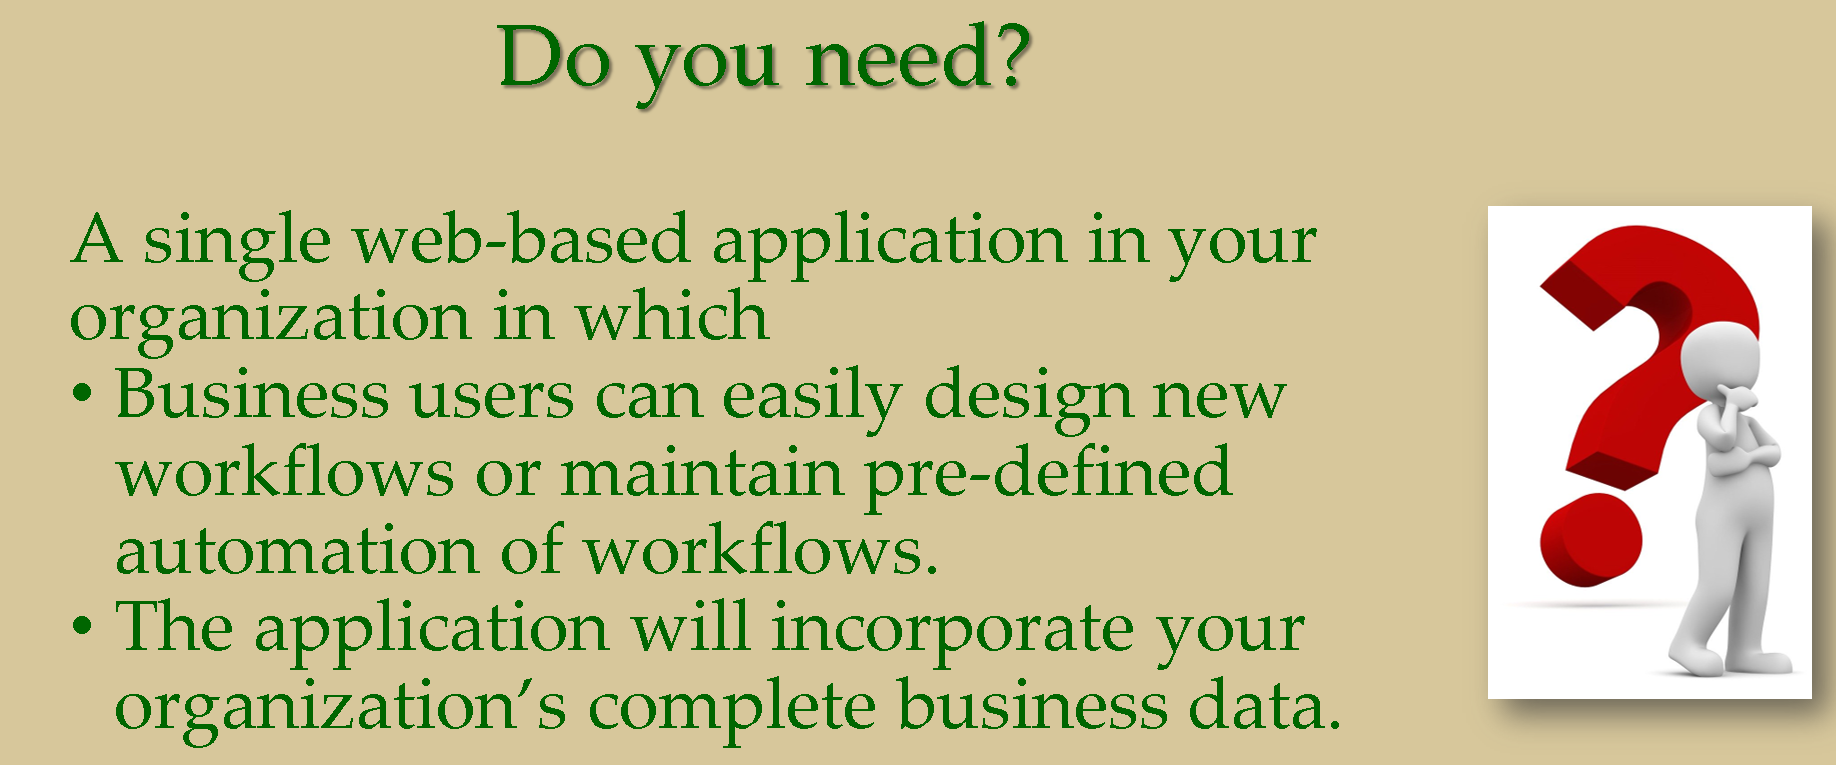 Do you need?
A single web-based application in your
organization in which
• Business users can easily design new
workflows or maintain pre-defined
automation of workflows.
• The application will incorporate your
organization’s complete business data.